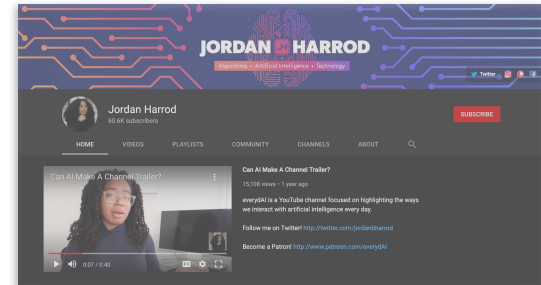 JORDAN JH HARROD
Algorithms • Artificial Intelligence • Technology
Twitter
Jordan Harrod
60.6K subscribers
SUBSCRIBE
HOME VIDEOS PLAYLISTS COMMUNITY CHANNELS ABOUT
Can AI Make A Channel Trailer?
0:07 / 0:40
Can AI Make A Channel Trailer?
15,108 views • 1 year ago
everydAI is a YouTube channel focused on highlighting the ways
we interact with artificial intelligence every day.
Follow me on Twitter! http://twitter.com/jordanbharrod
Become a Patron! http://www.patreon.com/everydAI